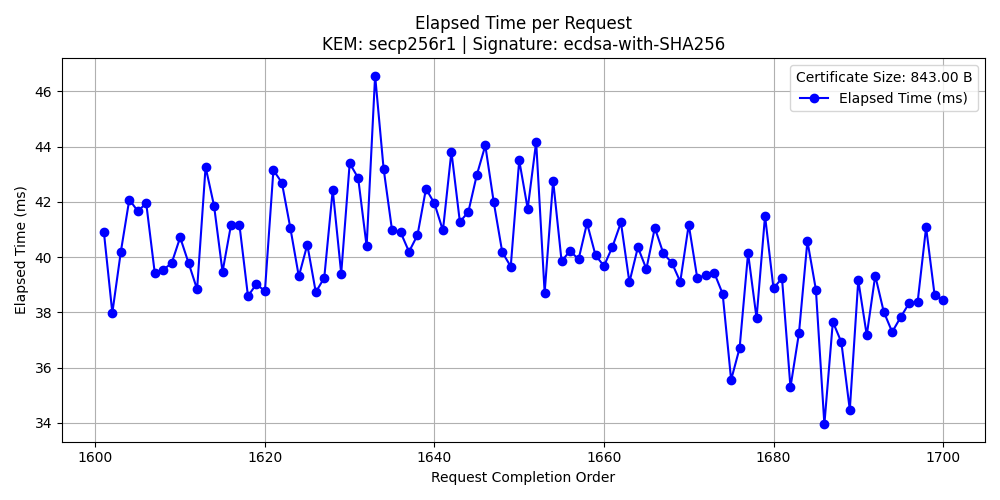 Elapsed Time per Request
KEM: secp256r1 | Signature: ecdsa-with-SHA256
Certificate Size: 843.00 B
Elapsed Time (ms)
Elapsed Time (ms)
46
44
42
40
38
36
34
1600
1620
1640
1660
1680
1700
Request Completion Order